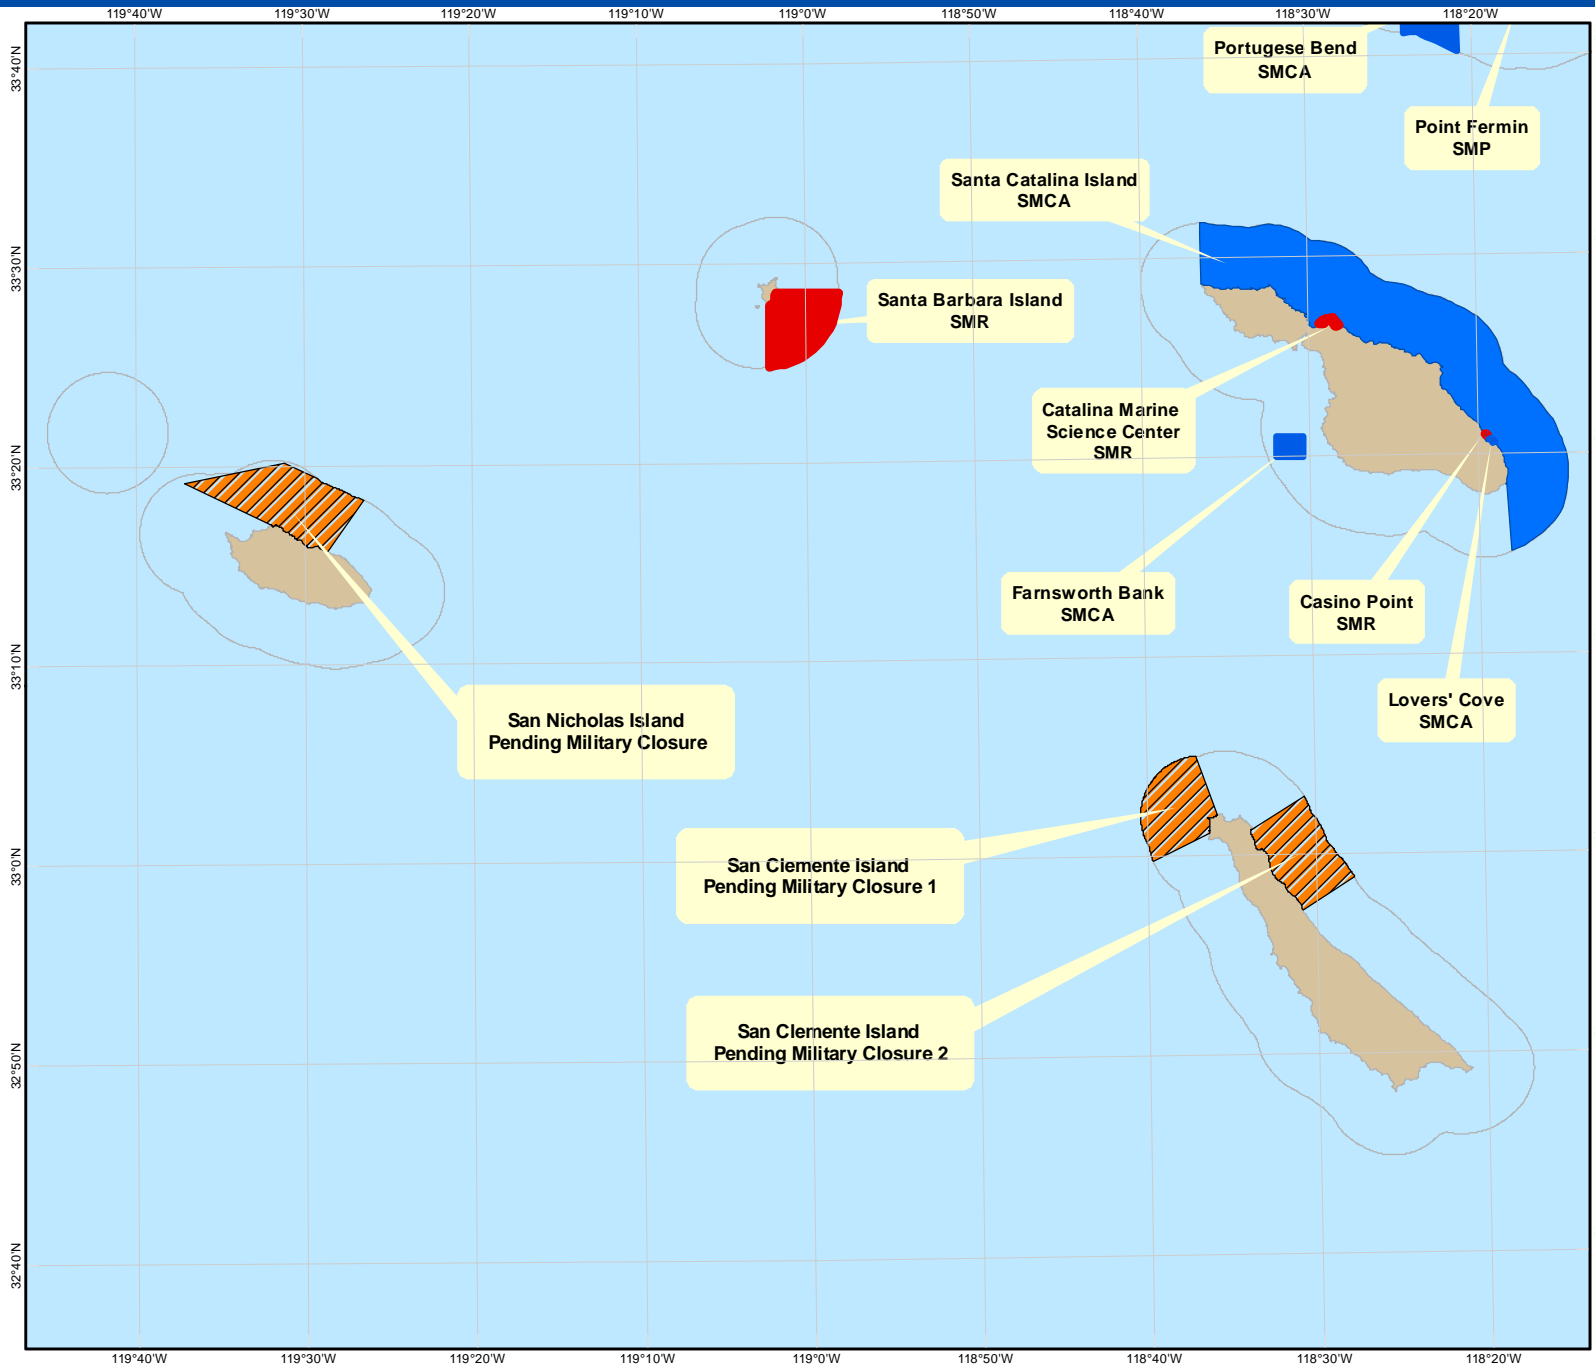 119°40'W
119°30'W
119°20'W
119°10'W
119°0'W
118°50'W
118°40'W
118°30'W
118°20'W
33°40'N
33°30'N
33°20'N
33°10'N
33°0'N
32°50'N
32°40'N
Portugese Bend
SMCA
Point Fermin
SMP
Santa Catalina Island
SMCA
Santa Barbara Island
SMR
Catalina Marine
Science Center
SMR
Farnsworth Bank
SMCA
Casino Point
SMR
Lovers' Cove
SMCA
San Nicholas Island
Pending Military Closure
San Clemente Island
Pending Military Closure 1
San Clemente Island
Pending Military Closure 2
119°40'W
119°30'W
119°20'W
119°10'W
119°0'W
118°50'W
118°40'W
118°30'W
118°20'W